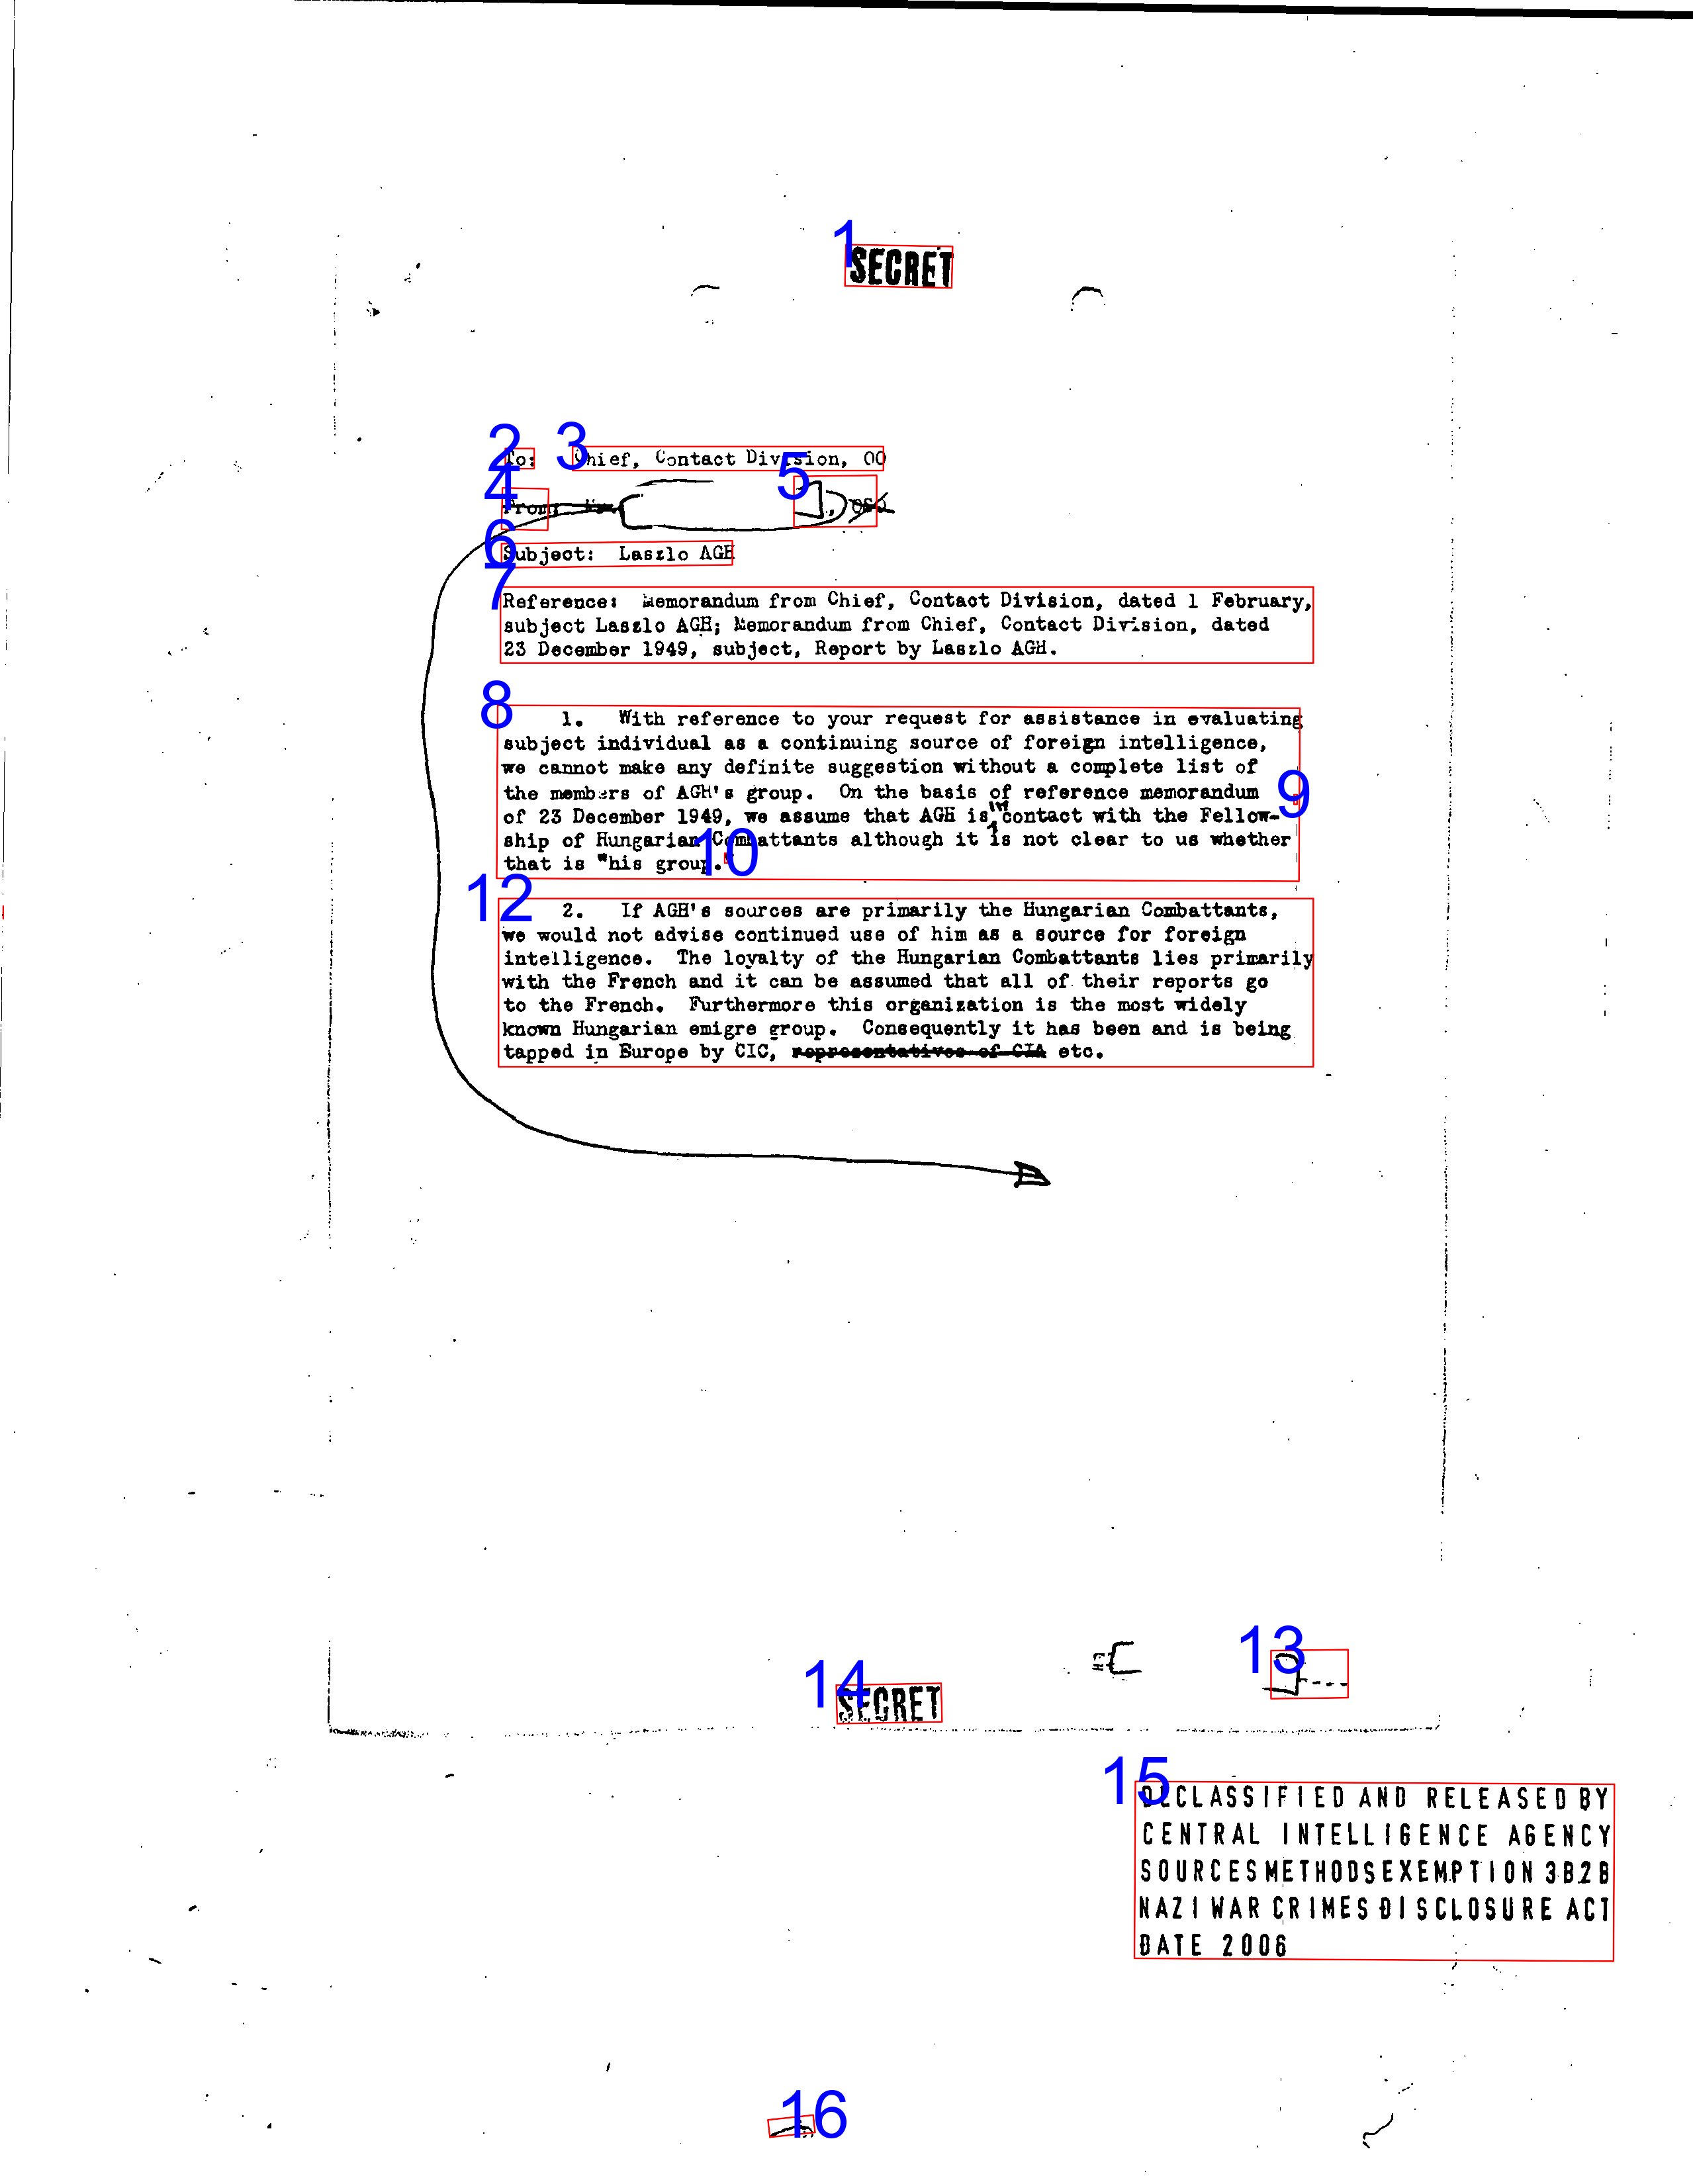 SECRET
To: Chief, Contact Division, OO
From:
Subject: Laszlo AGH
Reference: Memorandum from Chief, Contact Division, dated 1 February,
subject Laszlo AGH; Memorandum from Chief, Contact Division, dated
23 December 1949, subject, Report by Laszlo AGH.
1. With reference to your request for assistance in evaluating
subject individual as a continuing source of foreign intelligence,
we cannot make any definite suggestion without a complete list of
the members of AGH's group. On the basis of reference memorandum
of 23 December 1949, we assume that AGH is in contact with the Fellow-
ship of Hungarian Combattants although it is not clear to us whether
that is "his group."
2. If AGH's sources are primarily the Hungarian Combattants,
we would not advise continued use of him as a source for foreign
intelligence. The loyalty of the Hungarian Combattants lies primarily
with the French and it can be assumed that all of their reports go
to the French. Furthermore this organization is the most widely
known Hungarian emigre group. Consequently it has been and is being
tapped in Europe by CIC, representatives of CIA etc.
SECRET
DECLASSIFIED AND RELEASED BY
CENTRAL INTELLIGENCE AGENCY
SOURCES METHODS EXEMPTION 3B2B
NAZI WAR CRIMES DISCLOSURE ACT
DATE 2006